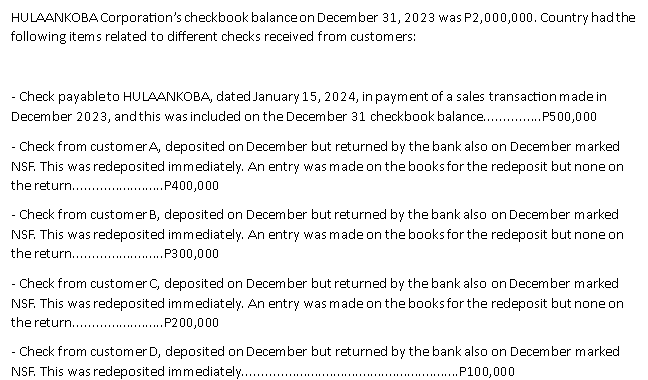 HULAANKOBA Corporation's checkbook balance on December 31, 2023 was P2,000,000. Country had the
following items related to different checks received from customers:
- Check payable to HULAANKOBA, dated January 15, 2024, in payment of a sales transaction made in
December 2023, and this was included on the December 31 checkbook balance...............P500,000
- Check from customer A, deposited on December but returned by the bank also on December marked
NSF. This was redeposited immediately. An entry was made on the books for the redeposit but none on
the return.......................P400,000
- Check from customer B, deposited on December but returned by the bank also on December marked
NSF. This was redeposited immediately. An entry was made on the books for the redeposit but none on
the return.......................P300,000
- Check from customer C, deposited on December but returned by the bank also on December marked
NSF. This was redeposited immediately. An entry was made on the books for the redeposit but none on
the return.......................P200,000
- Check from customer D, deposited on December but returned by the bank also on December marked
NSF. This was redeposited immediately......................................................P100,000